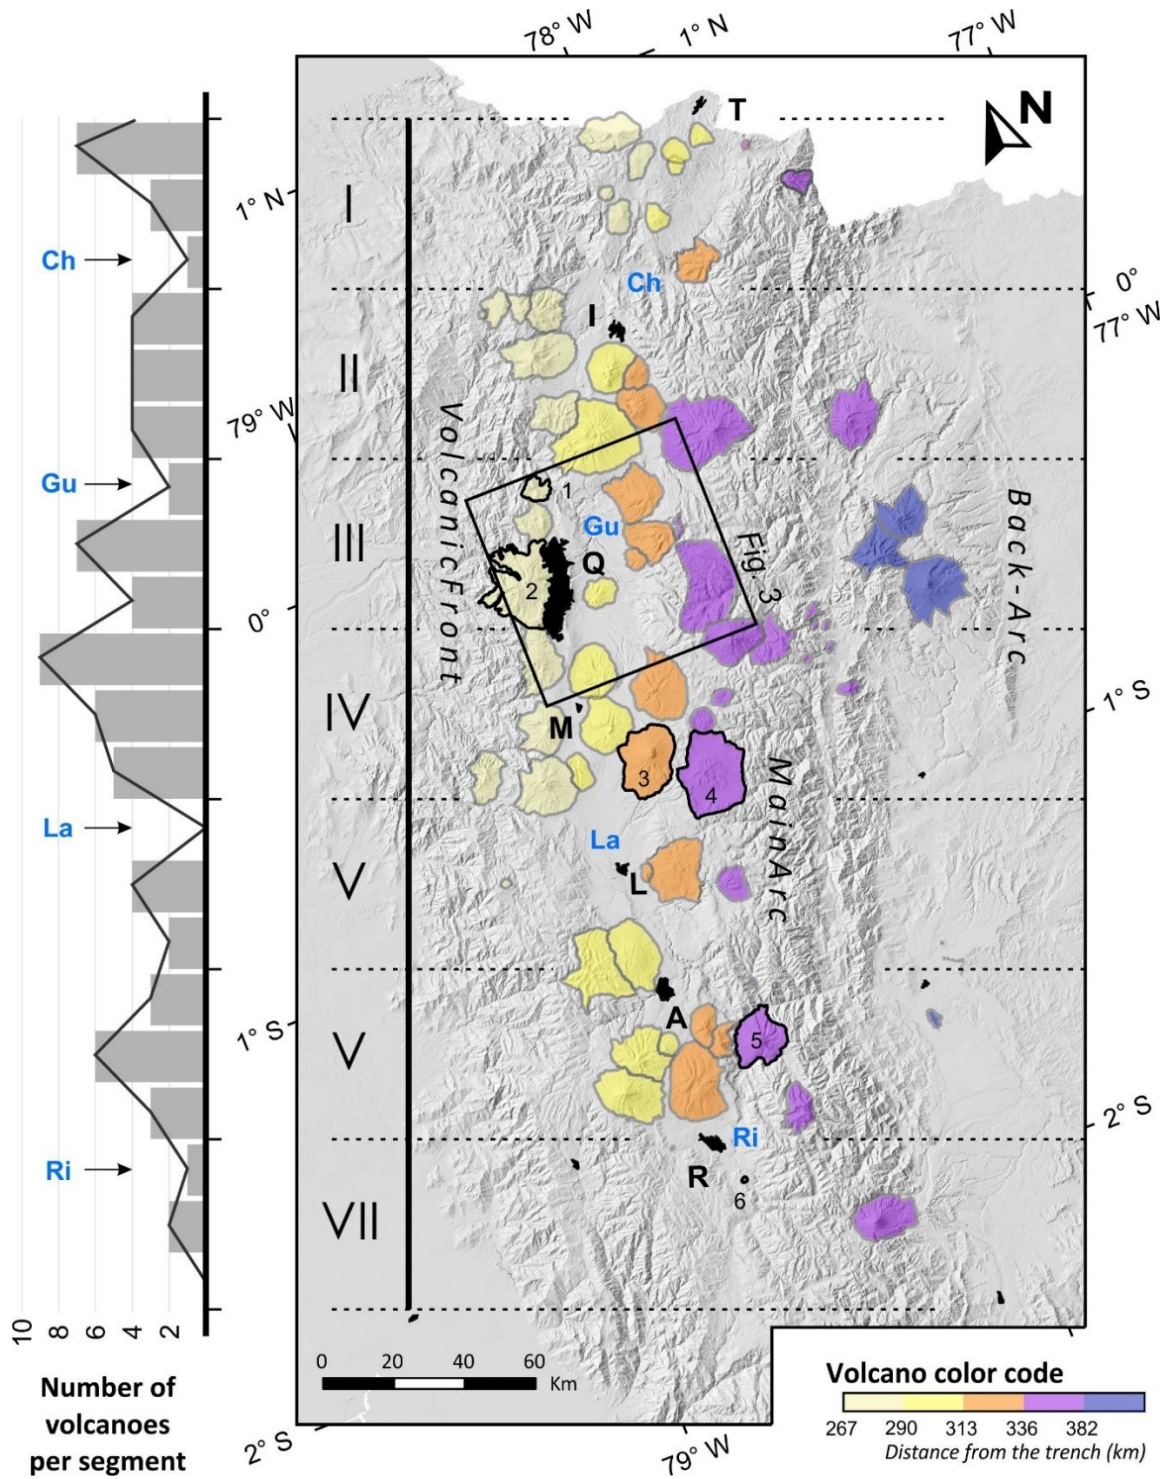 78° W
1° N
77° W
T
N
1° N
I
Ch
Ch
0°
77° W
I
II
79° W
Volcanic Front
1
Gu
Gu
III
Q
2
Fig. 3
Back-Arc
0°
IV
M
1° S
3
4
Main Arc
La
La
L
V
A
5
1° S
V
2° S
Ri
Ri
R
6
VII
10 8 6 4 2
0 20 40 60
Km
Number of
volcanoes
per segment
Volcano color code
267 290 313 336 382
Distance from the trench (km)
2° S
79° W